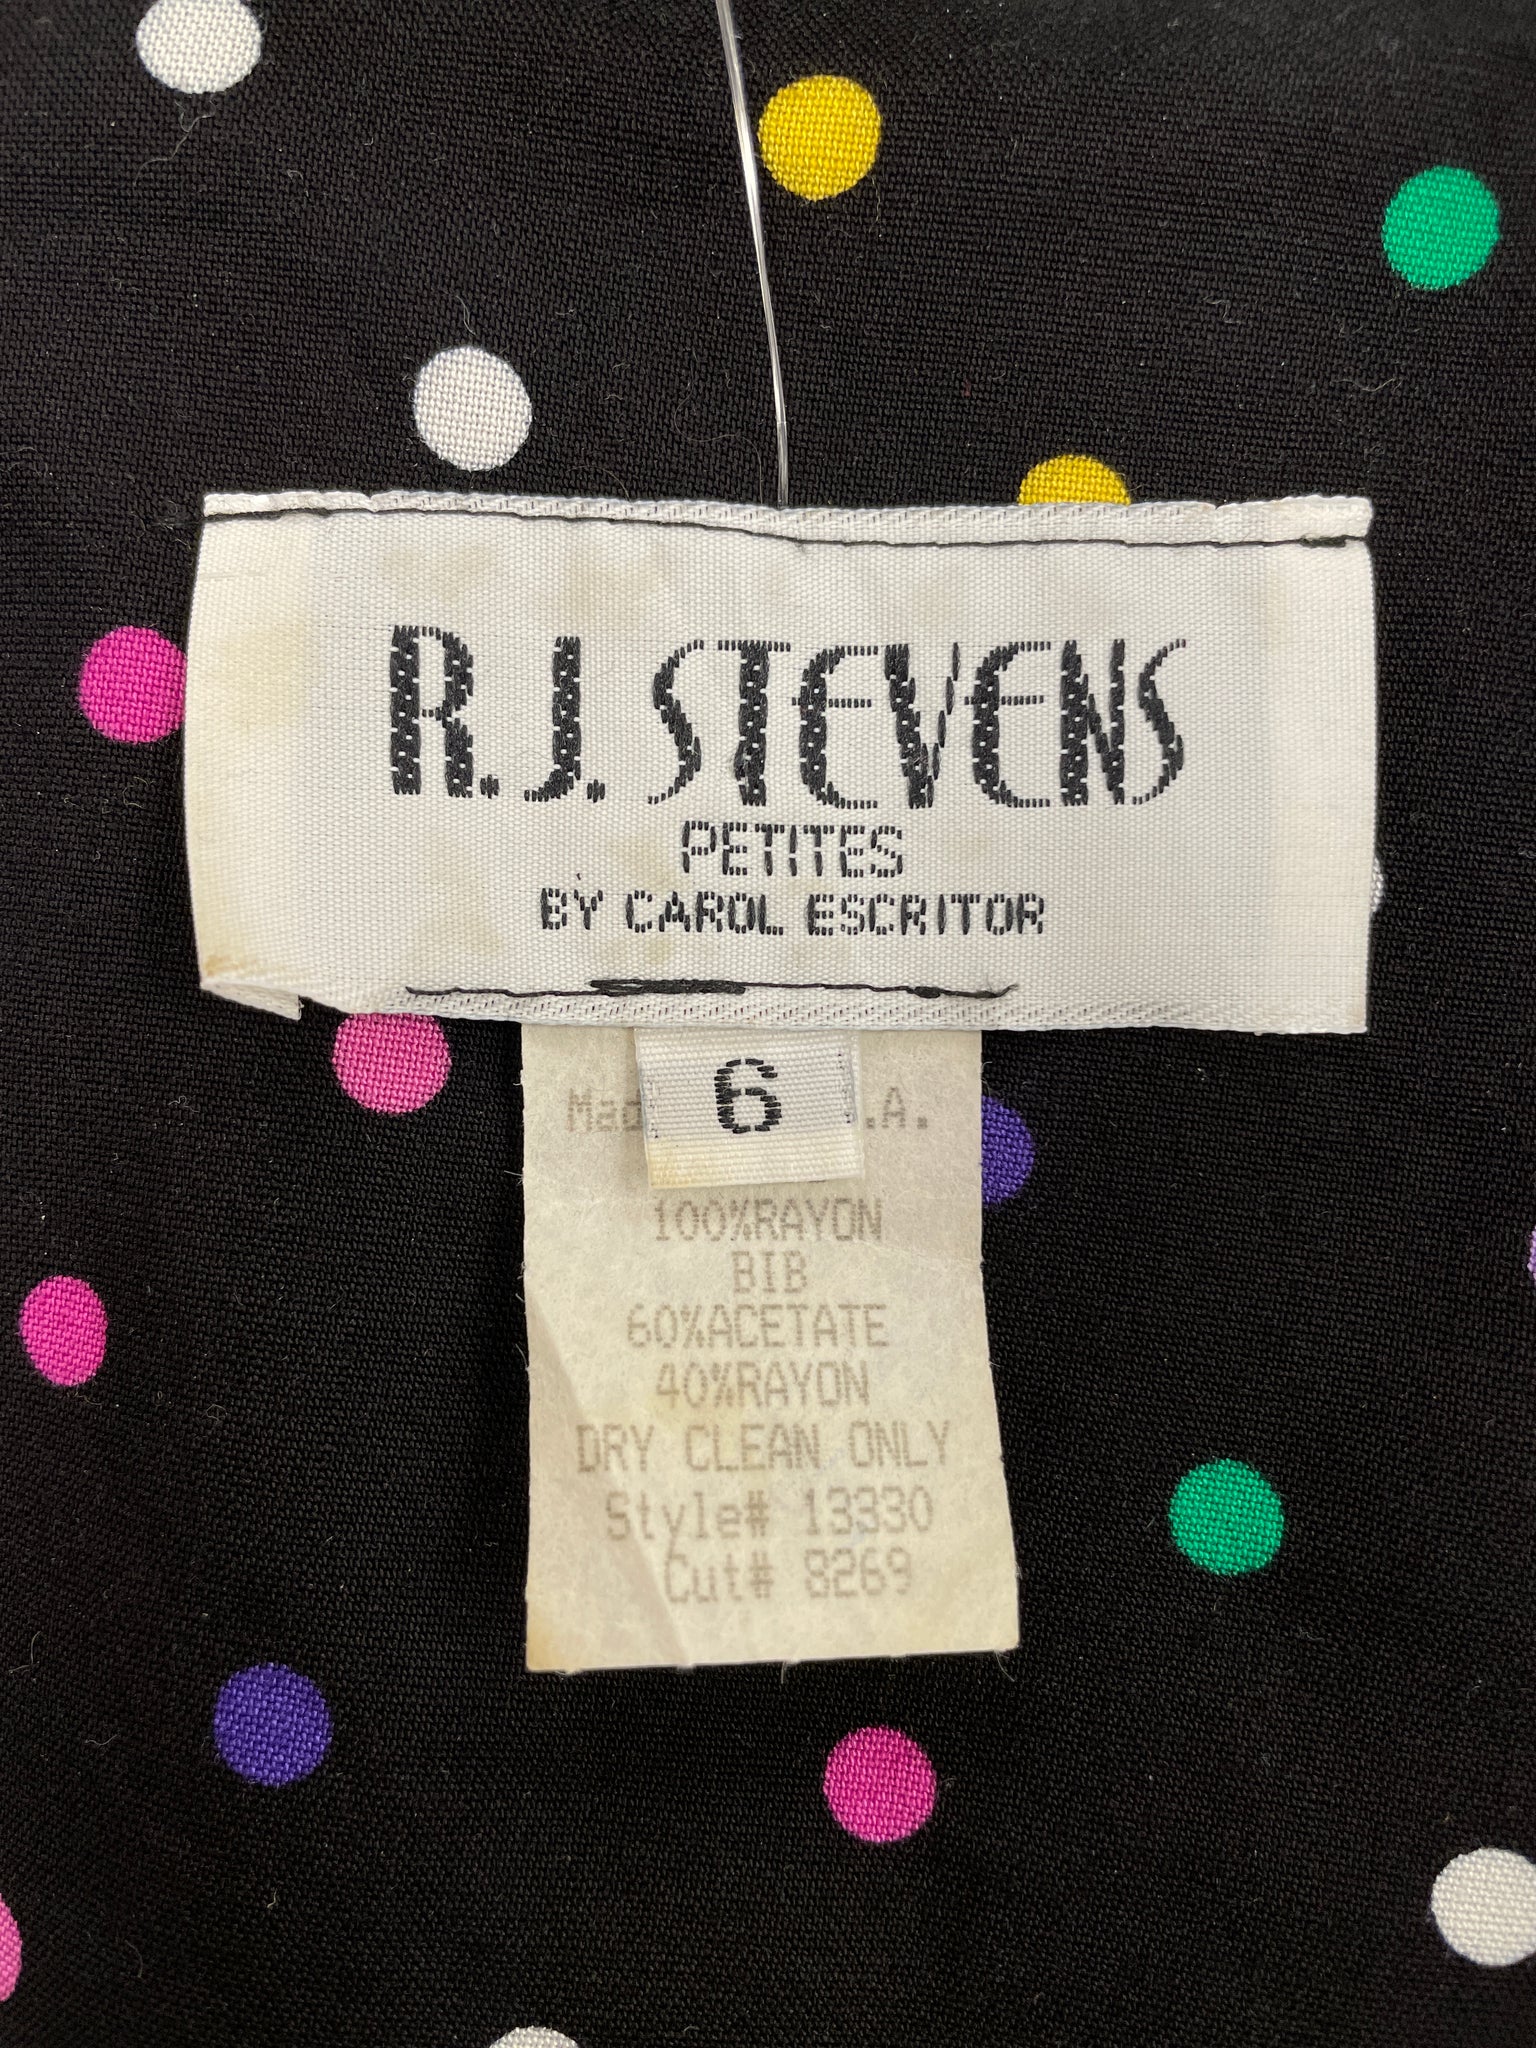 R.J. STEVENS
PETITES
BY CAROL ESCRITOR
6
.A.
100%RAYON
BIB
60%ACETATE
40%RAYON
DRY CLEAN ONLY
Style# 13330
Cut# 8269